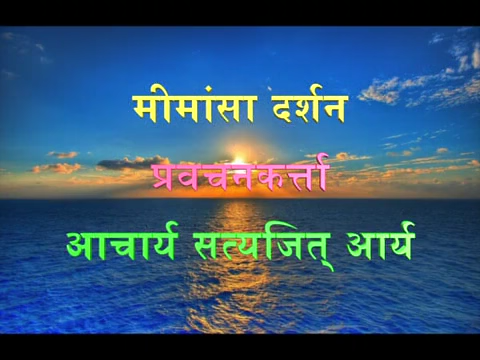 मीमांसा दर्शन
प्रवचनकर्त्ता
आचार्य सत्यजित् आर्य